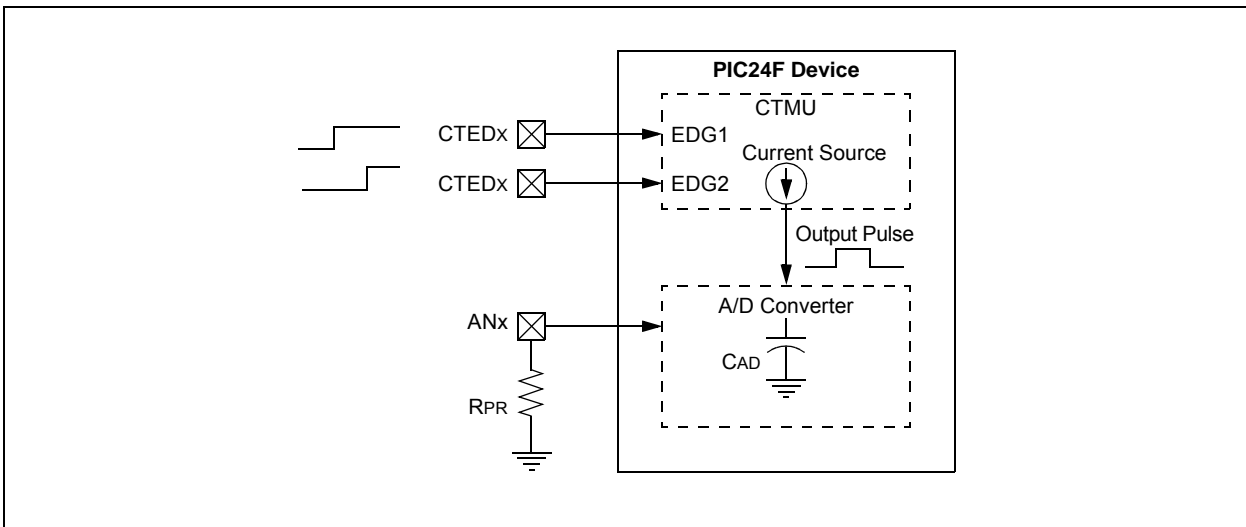 PIC24F Device
CTMU
CTEDX
EDG1
Current Source
CTEDX
EDG2
Output Pulse
A/D Converter
ANX
CAD
RPR